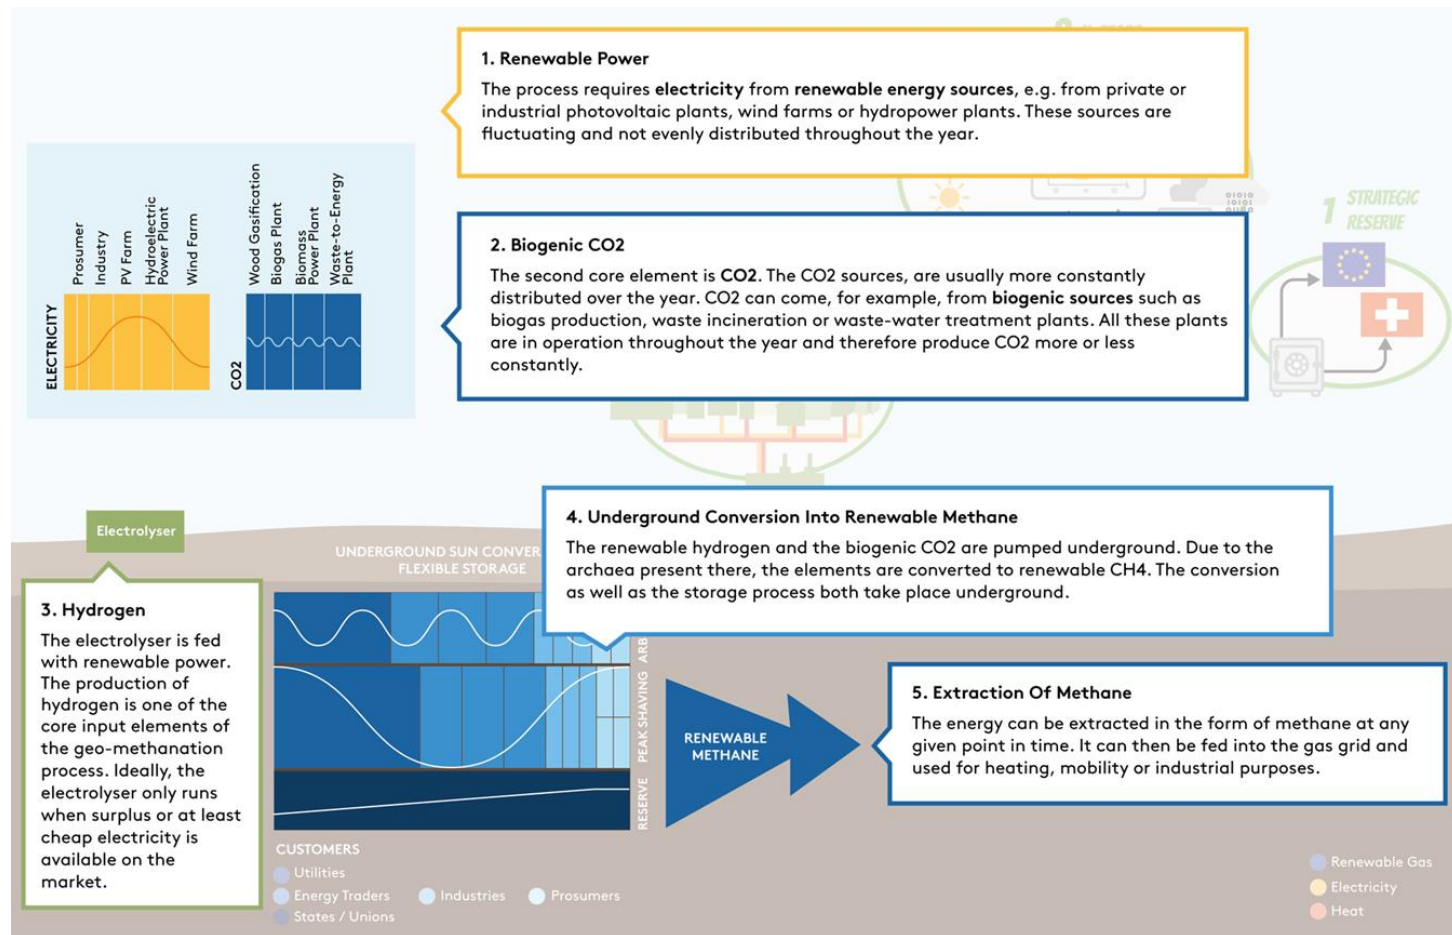 1. Renewable Power
The process requires electricity from renewable energy sources, e.g. from private or
industrial photovoltaic plants, wind farms or hydropower plants. These sources are
fluctuating and not evenly distributed throughout the year.
Prosumer
Industry
PV Farm
Hydroelectric
Power Plant
Wind Farm
ELECTRICITY
Wood Gasification
Biogas Plant
Biomass
Power Plant
Waste-to-Energy
Plant
CO2
2. Biogenic CO2
The second core element is CO2. The CO2 sources, are usually more constantly
distributed over the year. CO2 can come, for example, from biogenic sources such as
biogas production, waste incineration or waste-water treatment plants. All these plants
are in operation throughout the year and therefore produce CO2 more or less
constantly.
1 STRATEGIC
RESERVE
Electrolyser
3. Hydrogen
The electrolyser is fed
with renewable power.
The production of
hydrogen is one of the
core input elements of
the geo-methanation
process. Ideally, the
electrolyser only runs
when surplus or at least
cheap electricity is
available on the
market.
UNDERGROUND SUN CONVER
FLEXIBLE STORAGE
4. Underground Conversion Into Renewable Methane
The renewable hydrogen and the biogenic CO2 are pumped underground. Due to the
archaea present there, the elements are converted to renewable CH4. The conversion
as well as the storage process both take place underground.
ARB
PEAK SHAVING
RESERVE
RENEWABLE
METHANE
5. Extraction Of Methane
The energy can be extracted in the form of methane at any
given point in time. It can then be fed into the gas grid and
used for heating, mobility or industrial purposes.
CUSTOMERS
Utilities
Energy Traders
Industries
Prosumers
States / Unions
Renewable Gas
Electricity
Heat